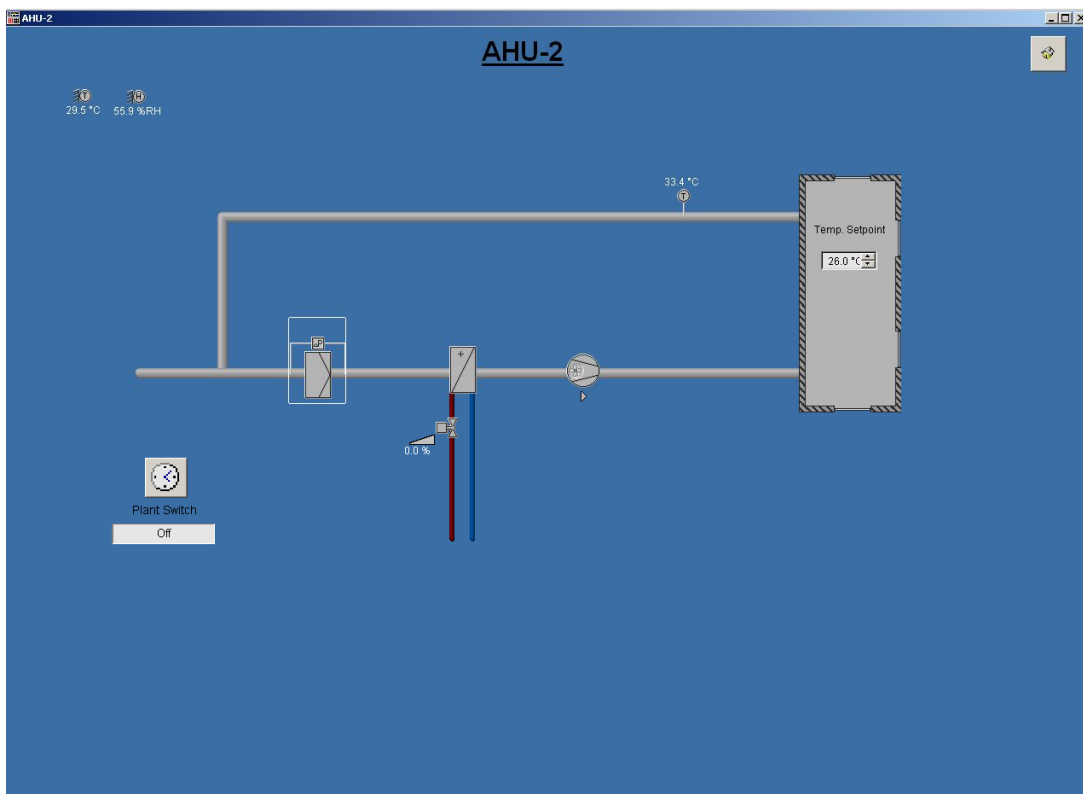 AHU-2
AHU-2
T H
29.5 °C 55.9 %RH
33.4 °C
T
Temp. Setpoint
26.0 °C
+
0.0 %
Plant Switch
Off